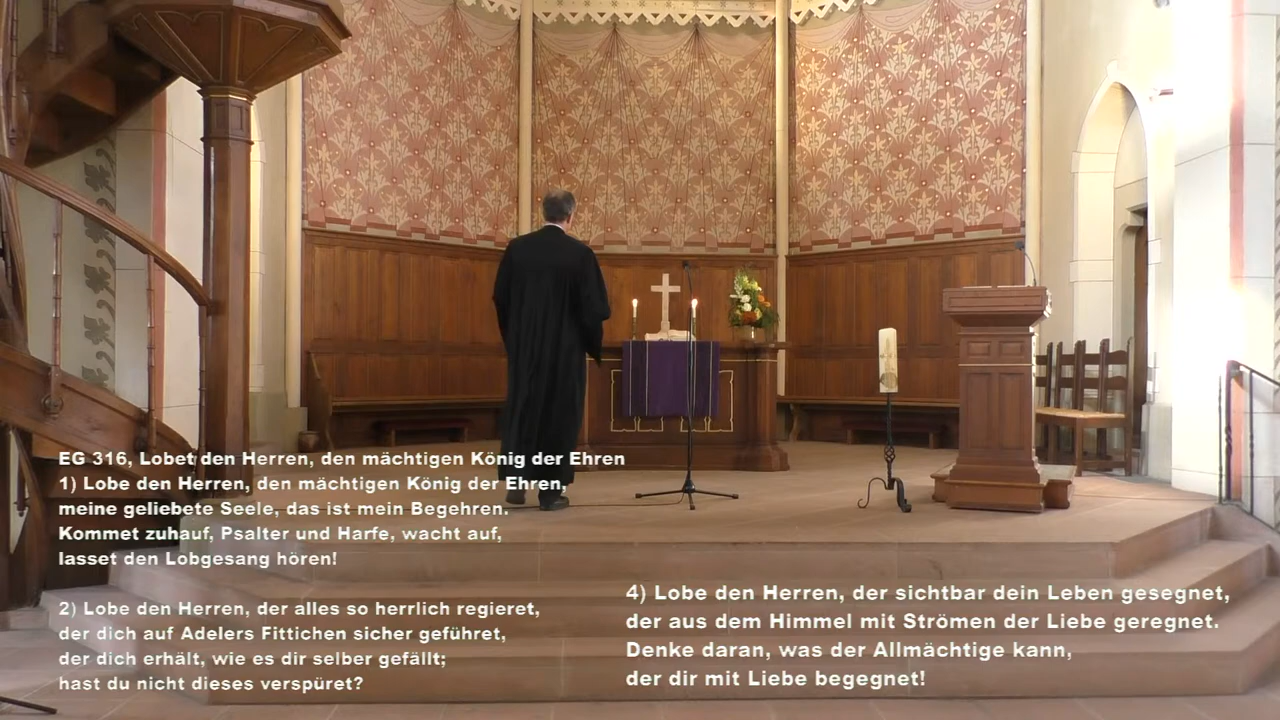 EG 316, Lobet den Herren, den mächtigen König der Ehren
1) Lobe den Herren, den mächtigen König der Ehren,
meine geliebete Seele, das ist mein Begehren.
Kommet zuhauf, Psalter und Harfe, wacht auf,
lasset den Lobgesang hören!
2) Lobe den Herren, der alles so herrlich regieret,
der dich auf Adelers Fittichen sicher geführet,
der dich erhält, wie es dir selber gefällt;
hast du nicht dieses verspüret?
4) Lobe den Herren, der sichtbar dein Leben gesegnet,
der aus dem Himmel mit Strömen der Liebe geregnet.
Denke daran, was der Allmächtige kann,
der dir mit Liebe begegnet!